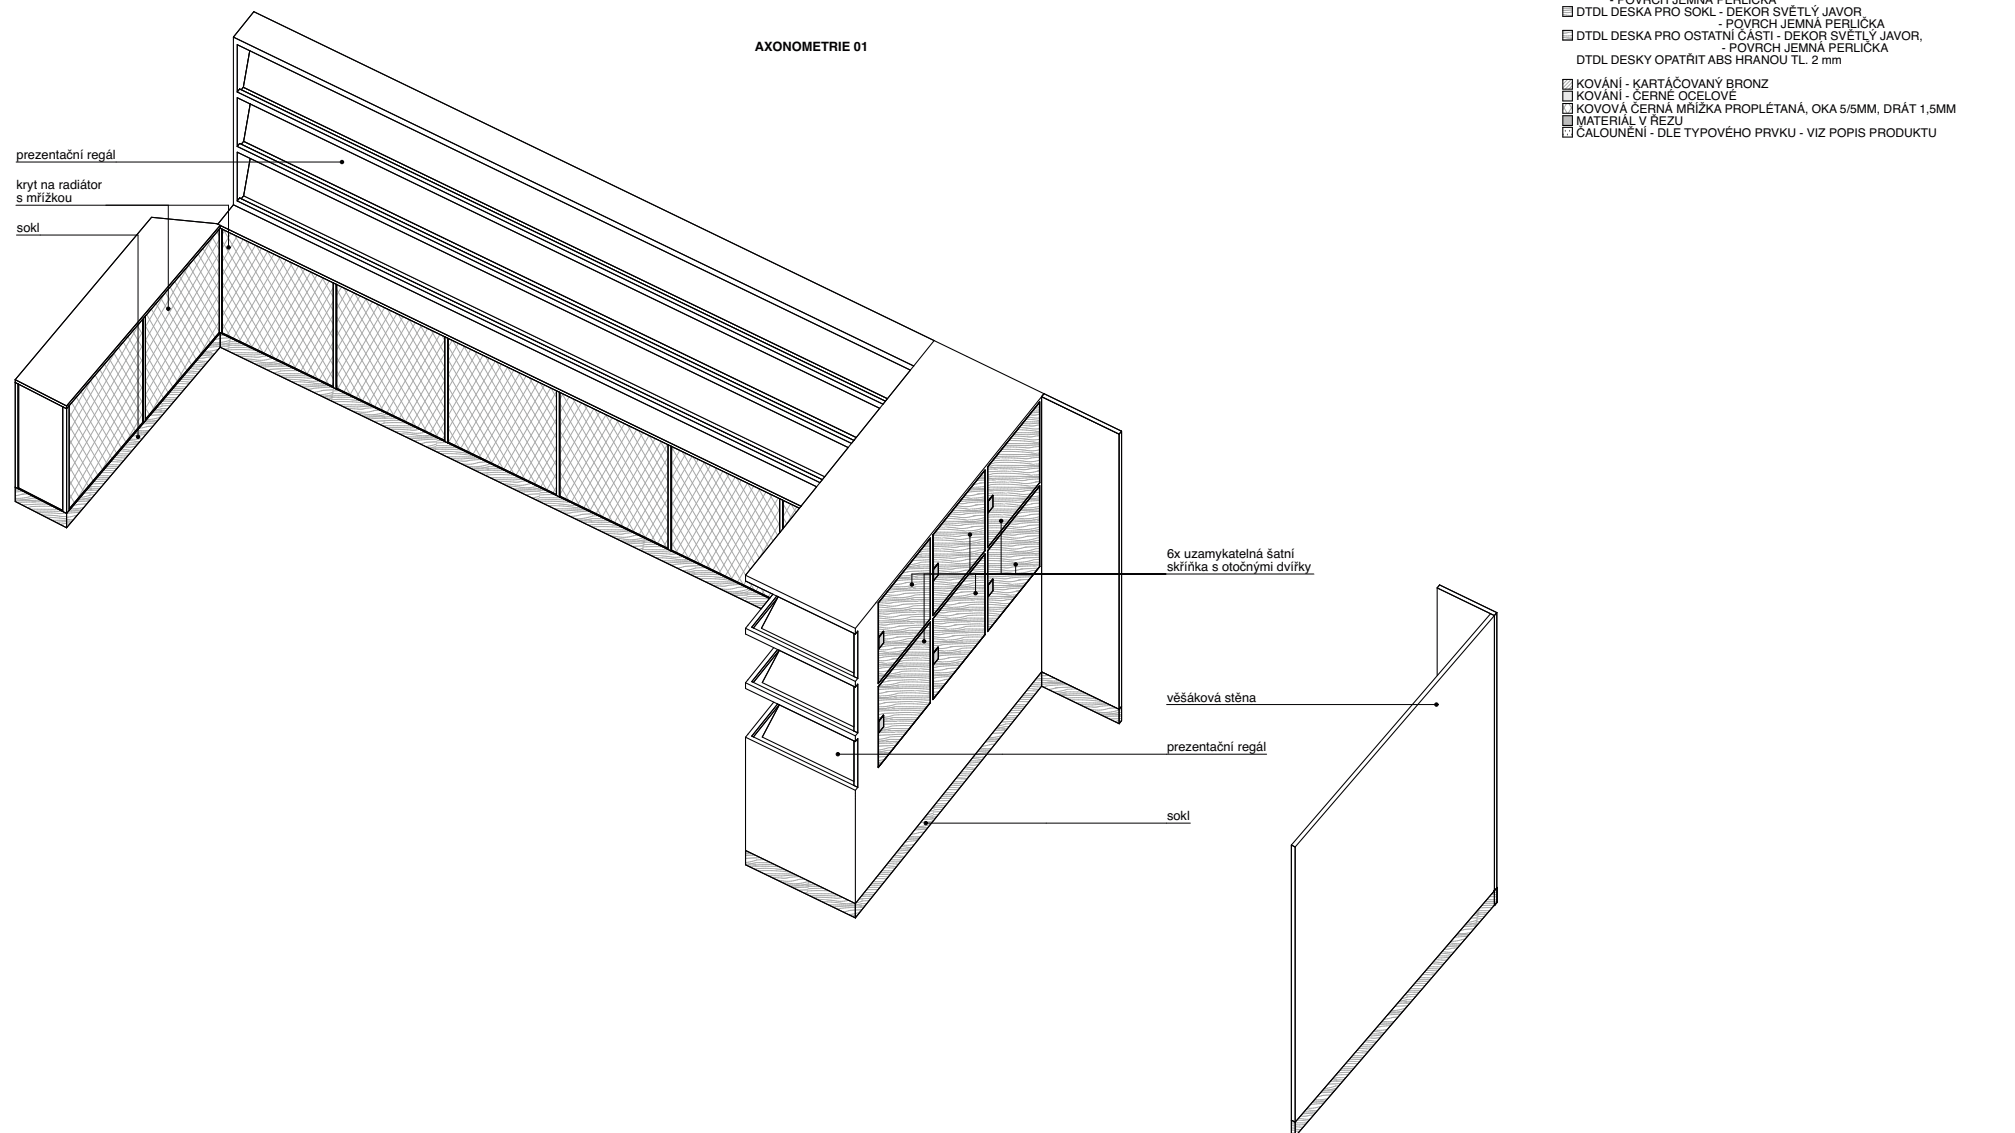 - POVRCH JEMNÁ PERLIČKA
DTDL DESKA PRO SOKL - DEKOR SVĚTLÝ JAVOR
- POVRCH JEMNÁ PERLIČKA
DTDL DESKA PRO OSTATNÍ ČÁSTI - DEKOR SVĚTLÝ JAVOR,
- POVRCH JEMNÁ PERLIČKA
DTDL DESKY OPATŘIT ABS HRANOU TL. 2 mm
KOVÁNÍ - KARTÁČOVANÝ BRONZ
KOVÁNÍ - ČERNÉ OCELOVÉ
KOVOVÁ ČERNÁ MŘÍŽKA PROPLÉTANÁ, OKA 5/5MM, DRÁT 1,5MM
MATERIÁL V ŘEZU
ČALOUNĚNÍ - DLE TYPOVÉHO PRVKU - VIZ POPIS PRODUKTU
AXONOMETRIE 01
prezentační regál
kryt na radiátor
s mřížkou
sokl
6x uzamykatelná šatní
skříňka s otočnými dvířky
věšáková stěna
prezentační regál
sokl